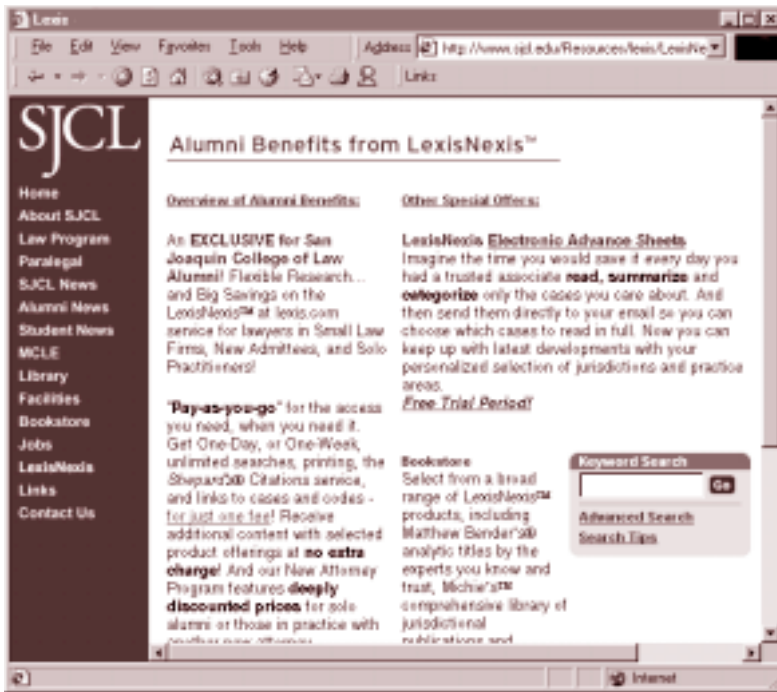 Lexis
File Edit View Favorites Tools Help
Address http://www.sjcl.edu/Resources/lexis/LexisNe
Links
SJCL
Home
About SJCL
Law Program
Paralegal
SJCL News
Alumni News
Student News
MCLE
Library
Facilities
Bookstore
Jobs
LexisNexis
Links
Contact Us
Alumni Benefits from LexisNexis™
Overview of Alumni Benefits:
An EXCLUSIVE for San
Joaquin College of Law
Alumni! Flexible Research...
and Big Savings on the
LexisNexis™ at lexis.com
service for lawyers in Small Law
Firms, New Admittees, and Solo
Practitioners!
"Pay-as-you-go" for the access
you need, when you need it.
Get One-Day, or One-Week,
unlimited searches, printing, the
Shepard's® Citations service,
and links to cases and codes -
for just one fee! Receive
additional content with selected
product offerings at no extra
charge! And our New Attorney
Program features deeply
discounted prices for solo
alumni or those in practice with
another new attorney
Other Special Offers:
LexisNexis Electronic Advance Sheets
Imagine the time you would save if every day you
had a trusted associate read, summarize and
categorize only the cases you care about. And
then send them directly to your email so you can
choose which cases to read in full. Now you can
keep up with latest developments with your
personalized selection of jurisdictions and practice
areas.
Free Trial Period!
Bookstore
Select from a broad
range of LexisNexis™
products, including
Matthew Bender's®
analytic titles by the
experts you know and
trust, Michie's™
comprehensive library of
jurisdictional
publications and
Keyword Search
Go
Advanced Search
Search Tips
Internet